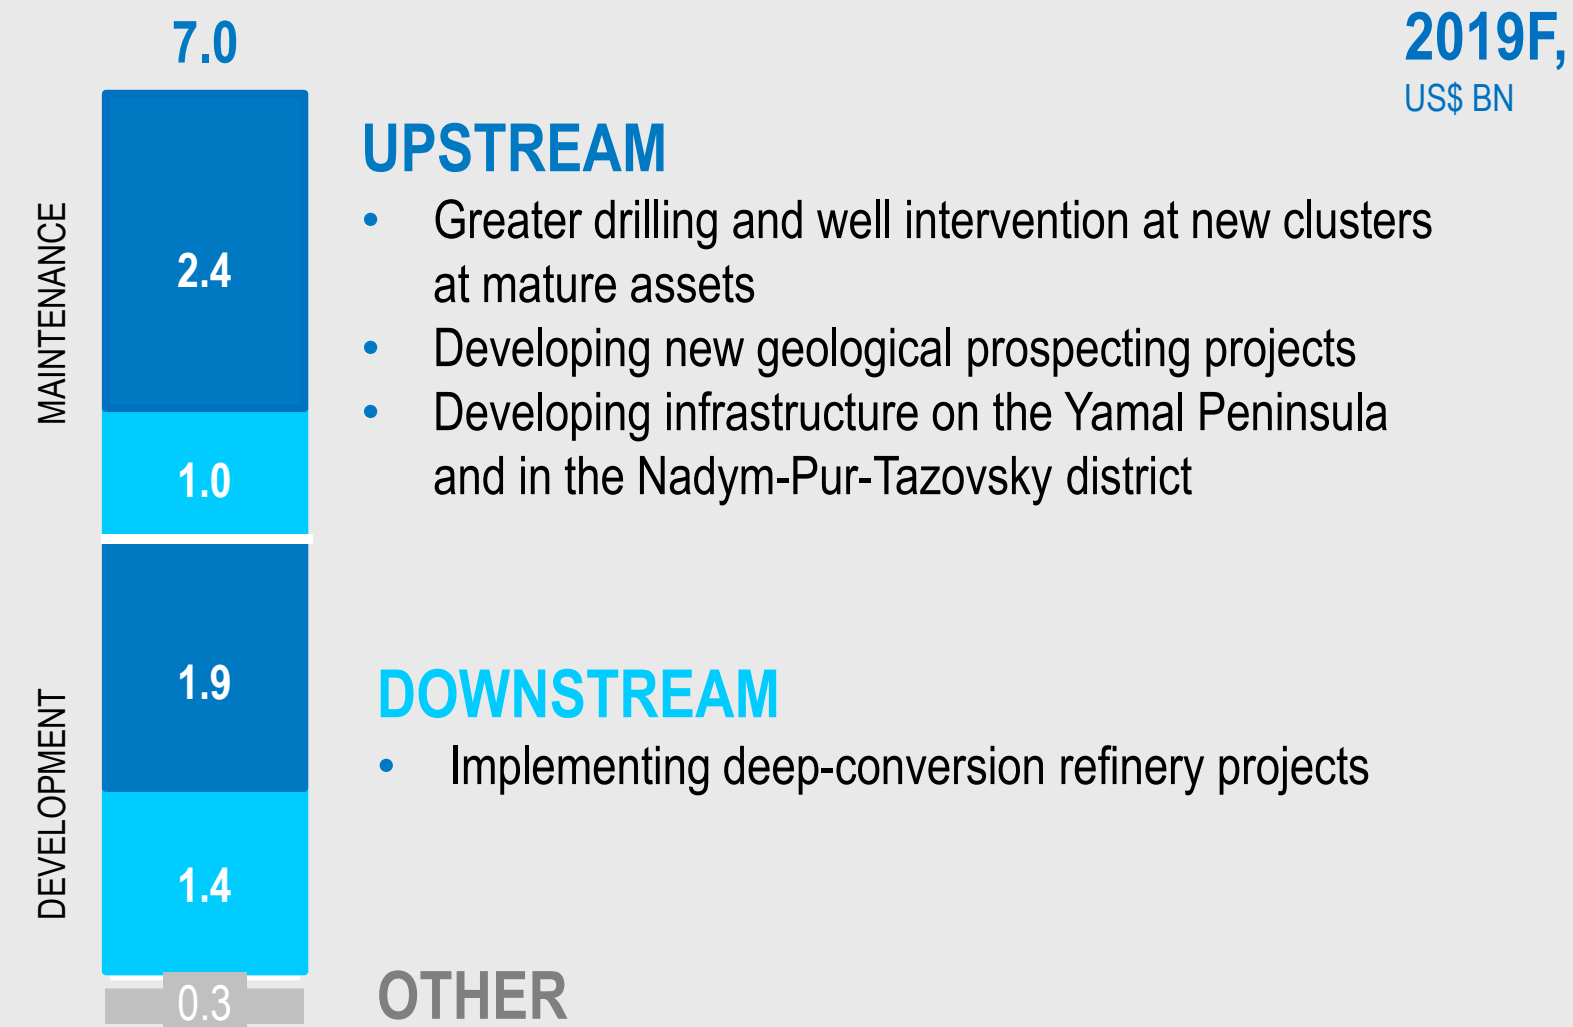 7.0
2019F,
US$ BN
MAINTENANCE
2.4
1.0
DEVELOPMENT
1.9
1.4
0.3
UPSTREAM
• Greater drilling and well intervention at new clusters
at mature assets
• Developing new geological prospecting projects
• Developing infrastructure on the Yamal Peninsula
and in the Nadym-Pur-Tazovsky district
DOWNSTREAM
• Implementing deep-conversion refinery projects
OTHER